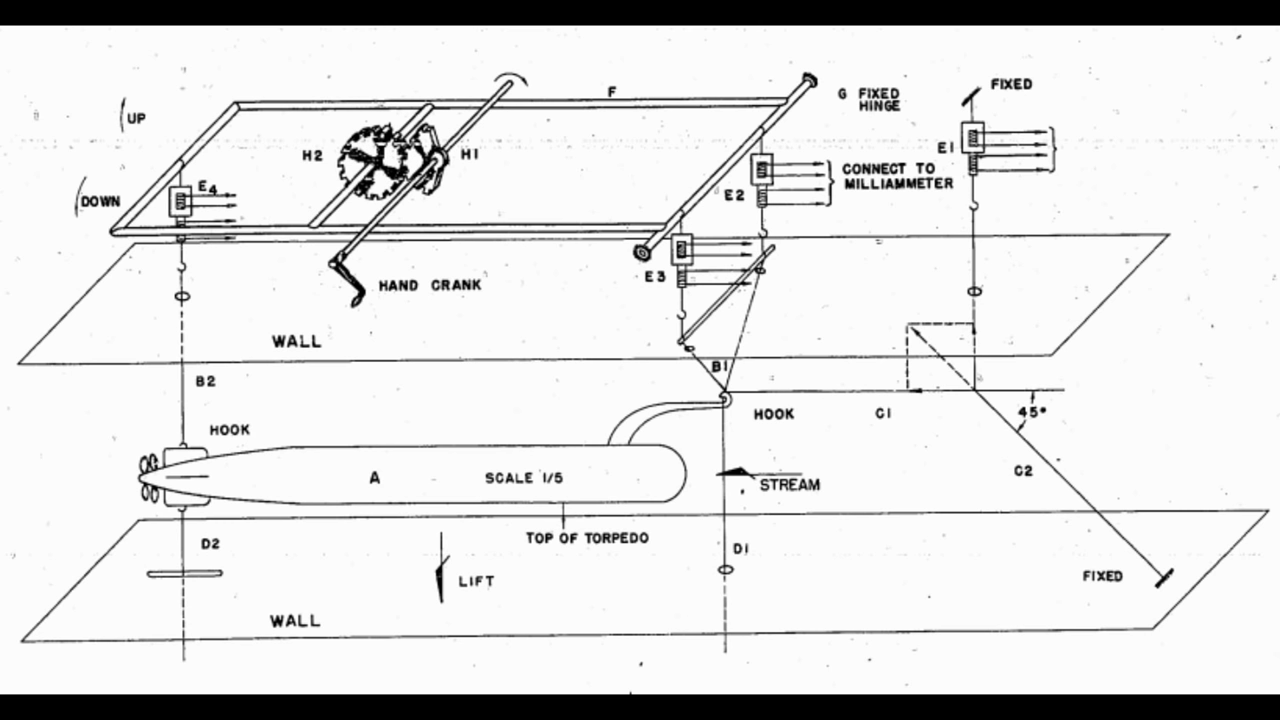 FIXED
F
G FIXED
HINGE
UP
H2
H1
E1
CONNECT TO
MILLIAMMETER
E4
E2
DOWN
E3
HAND CRANK
WALL
B1
B2
HOOK
C1
45°
HOOK
C2
A
SCALE 1/5
STREAM
TOP OF TORPEDO
D2
D1
LIFT
FIXED
WALL